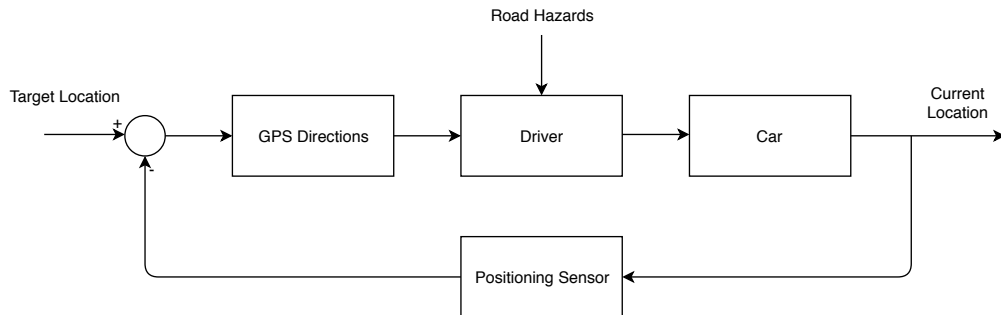 Road Hazards
Target Location
+
GPS Directions
Driver
Car
Current
Location
-
Positioning Sensor